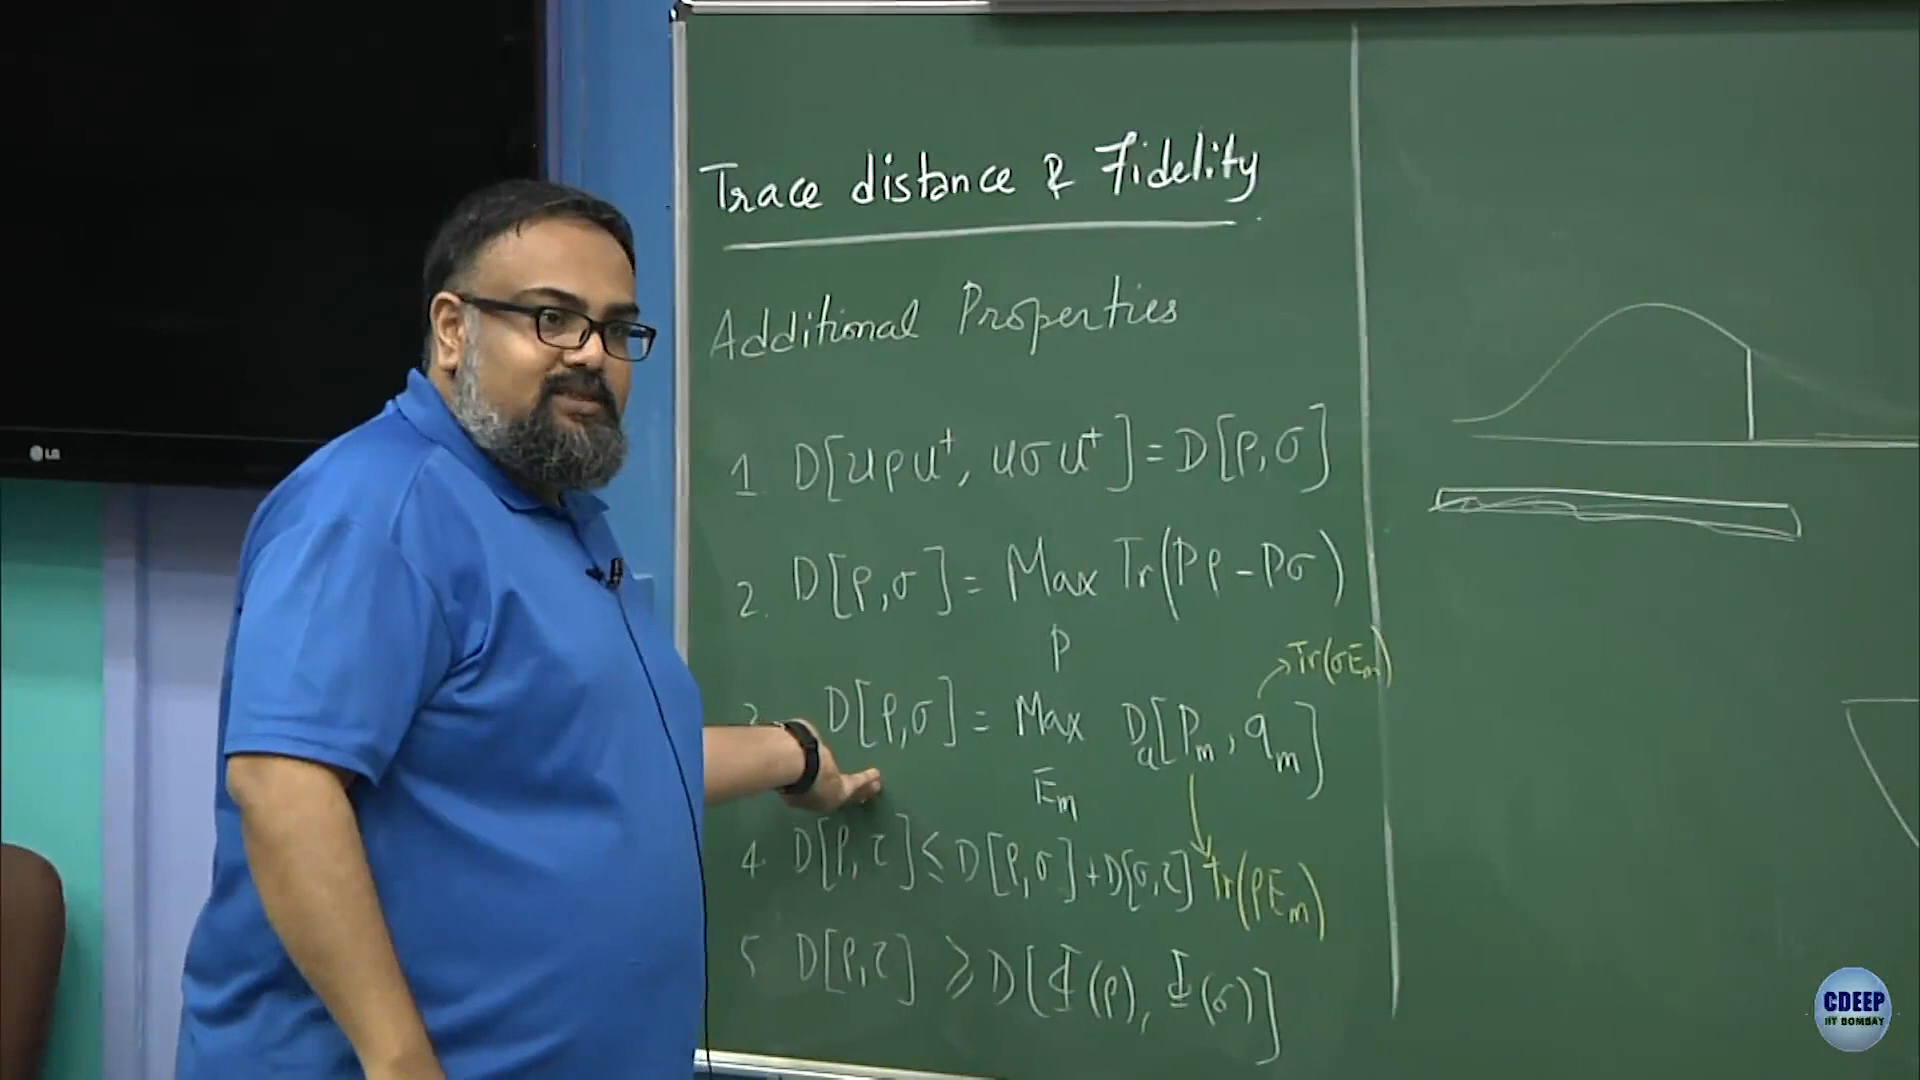 Trace distance & Fidelity
Additional Properties
1. D[UρU†, UσU†] = D[ρ,σ]
2. D[ρ,σ] = Max Tr(Pρ - Pσ)
P
→Tr(σEm)
3. D[ρ,σ] = Max Dcl[Pm, qm]
Em
4. D[ρ,τ] ≤ D[ρ,σ] + D[σ,τ]
Tr(ρEm)
5 D[ρ,τ] ≥ D[Φ(ρ), Φ(σ)]
LG
CDEEP
IIT BOMBAY